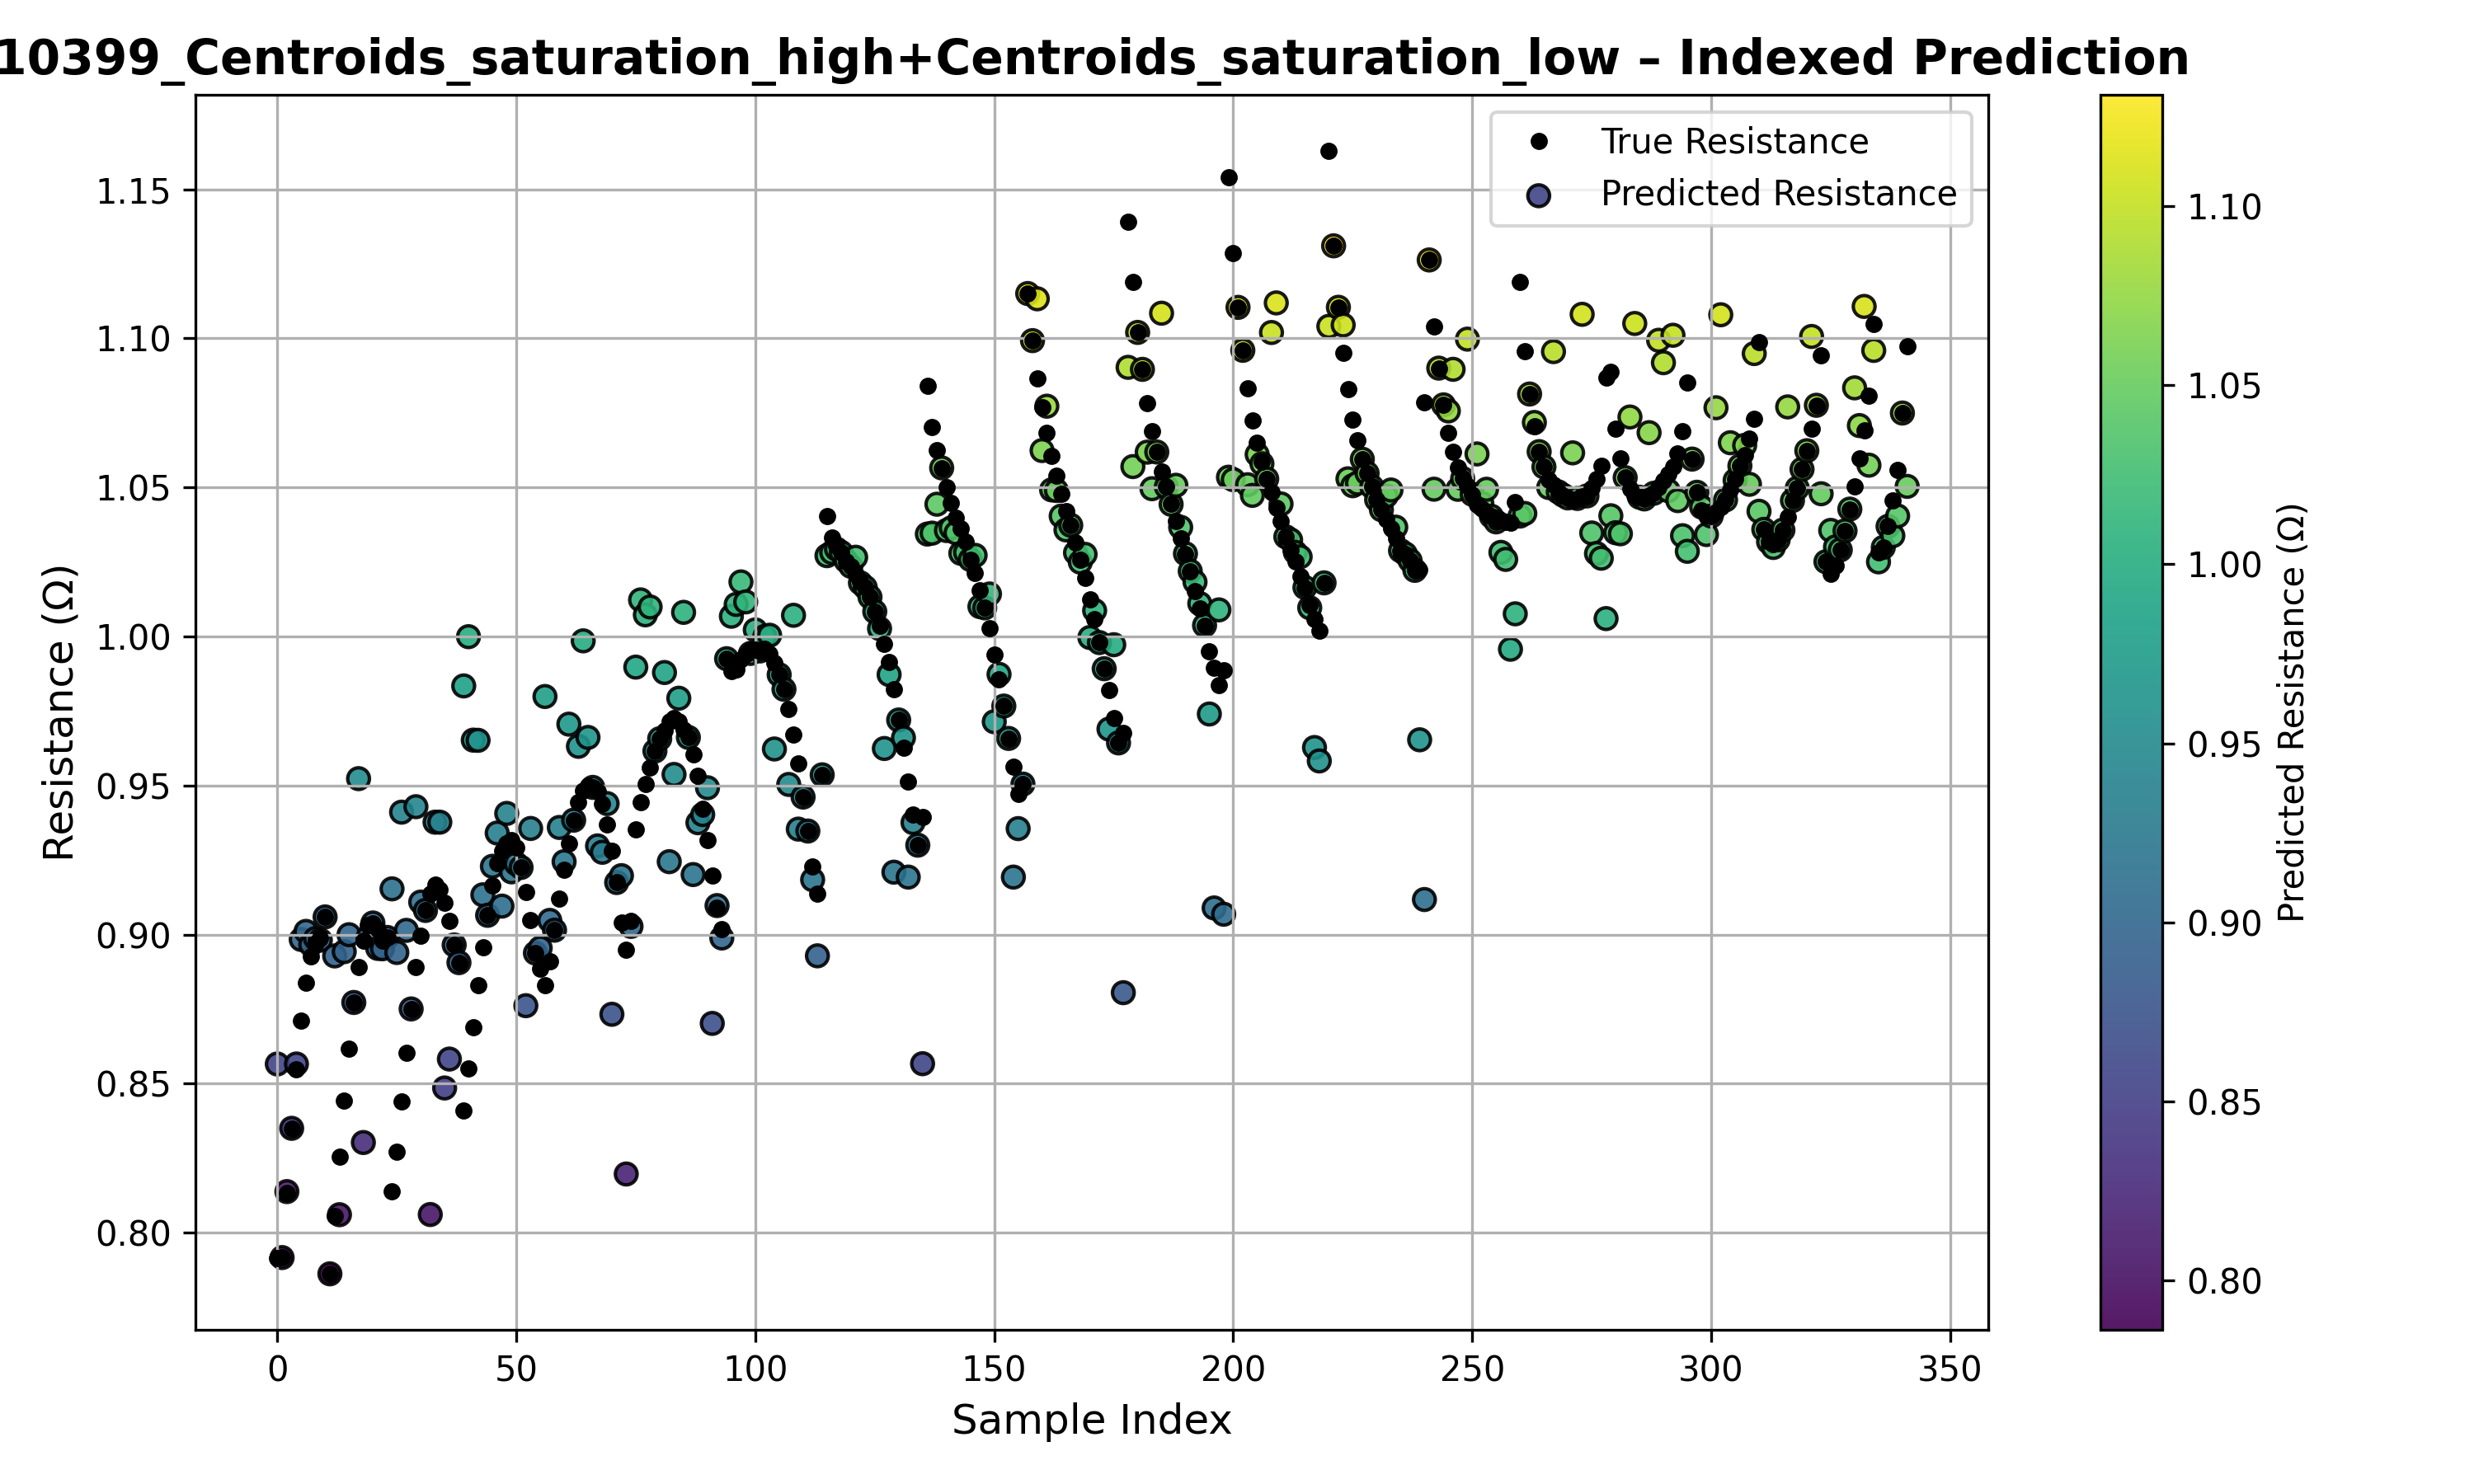 10399_Centroids_saturation_high+Centroids_saturation_low – Indexed Prediction
True Resistance
Predicted Resistance
Resistance (Ω)
1.15
1.10
1.05
1.00
0.95
0.90
0.85
0.80
0 50 100 150 200 250 300 350
Sample Index
1.10
1.05
1.00
0.95
0.90
0.85
0.80
Predicted Resistance (Ω)